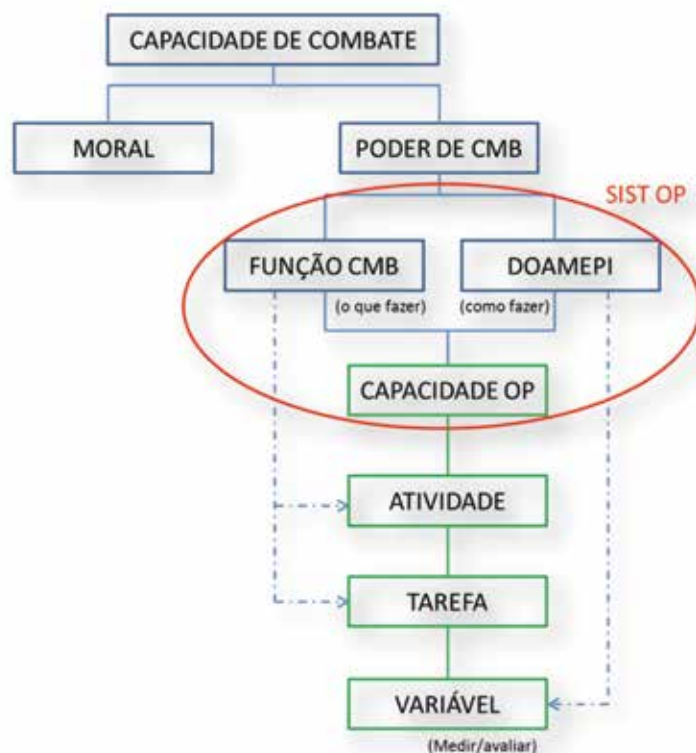 CAPACIDADE DE COMBATE
MORAL
PODER DE CMB
SIST OP
FUNÇÃO CMB
DOAMEPI
(o que fazer)
(como fazer)
CAPACIDADE OP
ATIVIDADE
TAREFA
VARIÁVEL
(Medir/avaliar)